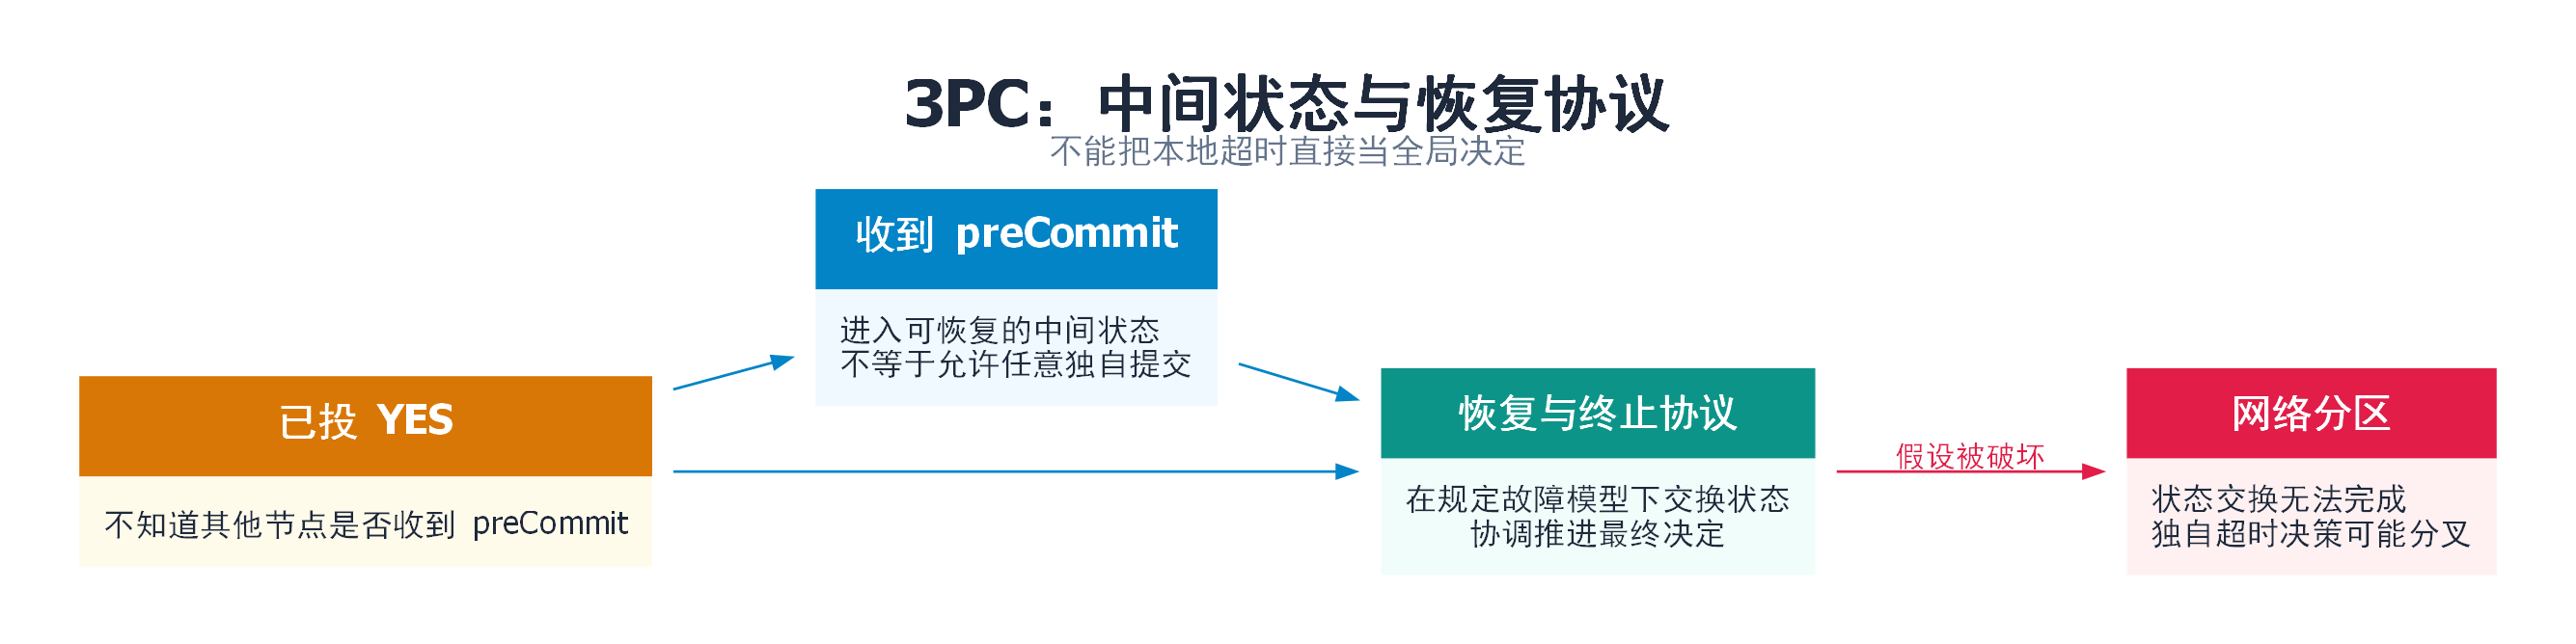 3PC：中间状态与恢复协议
不能把本地超时直接当全局决定
收到 preCommit
进入可恢复的中间状态
不等于允许任意独自提交
已投 YES
不知道其他节点是否收到 preCommit
恢复与终止协议
在规定故障模型下交换状态
协调推进最终决定
假设被破坏
网络分区
状态交换无法完成
独自超时决策可能分叉